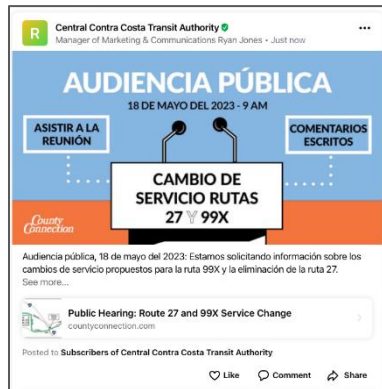 R
Central Contra Costa Transit Authority
Manager of Marketing & Communications Ryan Jones • Just now
AUDIENCIA PÚBLICA
18 DE MAYO DEL 2023 - 9 AM
ASISTIR A LA
REUNIÓN
COMENTARIOS
ESCRITOS
CAMBIO DE
SERVICIO RUTAS
27 Y 99X
County
Connection
Audiencia pública, 18 de mayo del 2023: Estamos solicitando información sobre los
cambios de servicio propuestos para la ruta 99X y la eliminación de la ruta 27.
See more...
Public Hearing: Route 27 and 99X Service Change
countyconnection.com
Posted to Subscribers of Central Contra Costa Transit Authority
Like Comment Share